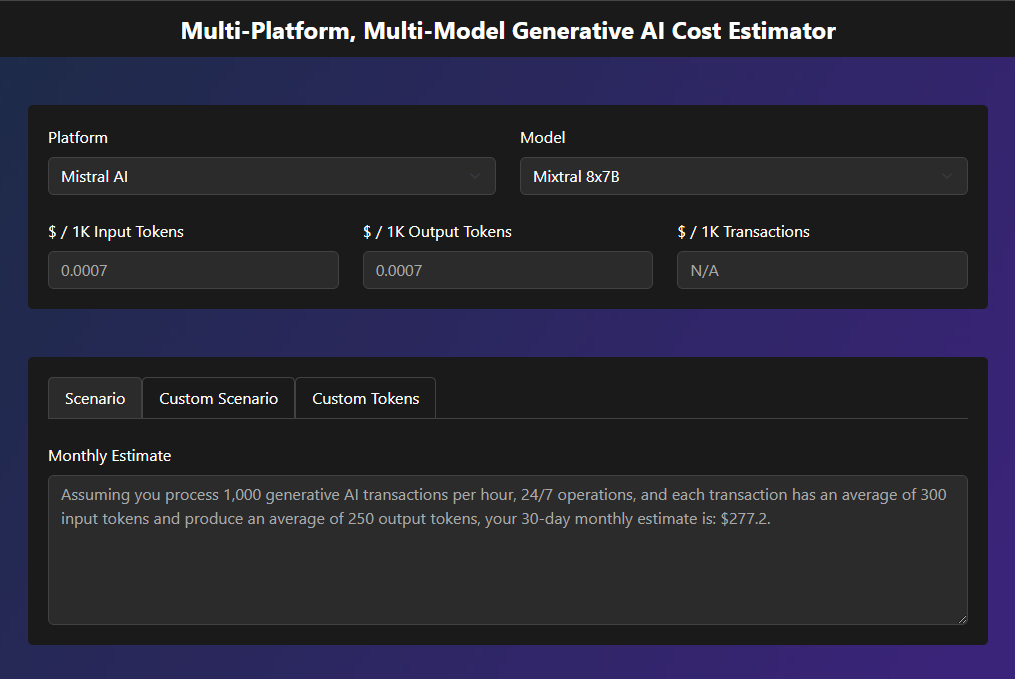 Multi-Platform, Multi-Model Generative AI Cost Estimator
Platform
Model
Mistral AI
Mixtral 8x7B
$ / 1K Input Tokens
$ / 1K Output Tokens
$ / 1K Transactions
0.0007
0.0007
N/A
Scenario
Custom Scenario
Custom Tokens
Monthly Estimate
Assuming you process 1,000 generative AI transactions per hour, 24/7 operations, and each transaction has an average of 300
input tokens and produce an average of 250 output tokens, your 30-day monthly estimate is: $277.2.